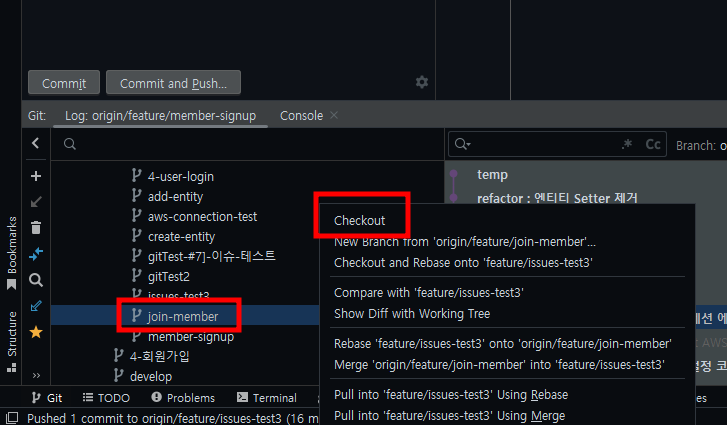 Commit
Commit and Push...
Git:
Log: origin/feature/member-signup
Console
.*
Cc
Branch:
4-user-login
add-entity
aws-connection-test
create-entity
gitTest-#7]-이슈-테스트
gitTest2
issues-test3
join-member
member-signup
4-회원가입
develop
temp
refactor : 엔티티 Setter 제거
Checkout
New Branch from 'origin/feature/join-member'...
Checkout and Rebase onto 'feature/issues-test3'
Compare with 'feature/issues-test3'
Show Diff with Working Tree
Rebase 'feature/issues-test3' onto 'origin/feature/join-member'
Merge 'origin/feature/join-member' into 'feature/issues-test3'
Pull into 'feature/issues-test3' Using Rebase
Pull into 'feature/issues-test3' Using Merge
Bookmarks
Structure
Git
TODO
Problems
Terminal
Pushed 1 commit to origin/feature/issues-test3 (16 m